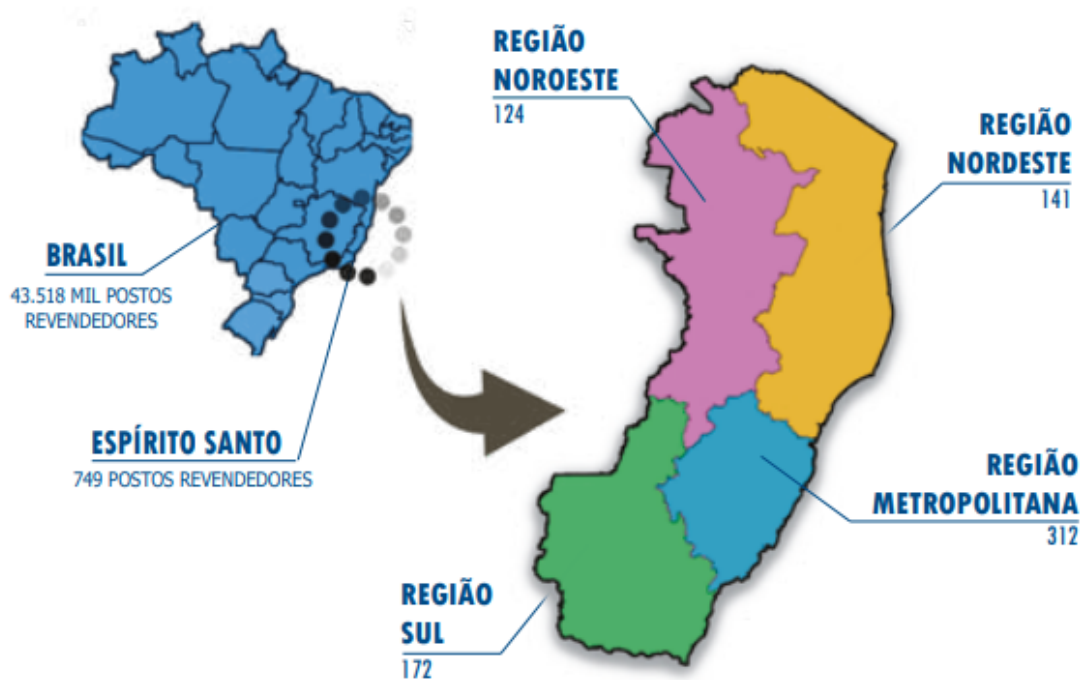 BRASIL
43.518 MIL POSTOS
REVENDEDORES
ESPÍRITO SANTO
749 POSTOS REVENDEDORES
REGIÃO
NOROESTE
124
REGIÃO
NORDESTE
141
REGIÃO
METROPOLITANA
312
REGIÃO
SUL
172